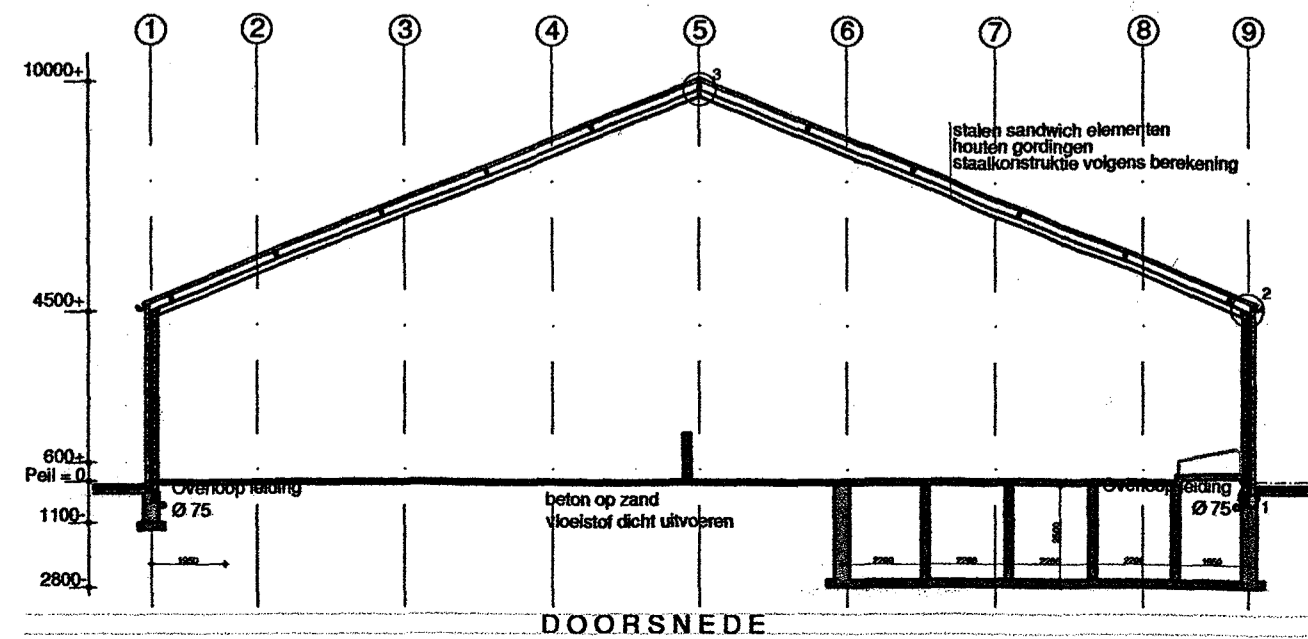 1 2 3 4 5 6 7 8 9
10000+
3
stalen sandwich elementen
houten gordingen
staalkonstruktie volgens berekening
4500+
2
600+
Peil = 0
Overloop leiding
Ø 75
beton op zand
vloeistof dicht uitvoeren
Overloop leiding
Ø 75
1
1100-
2800-
DOORSNEDE